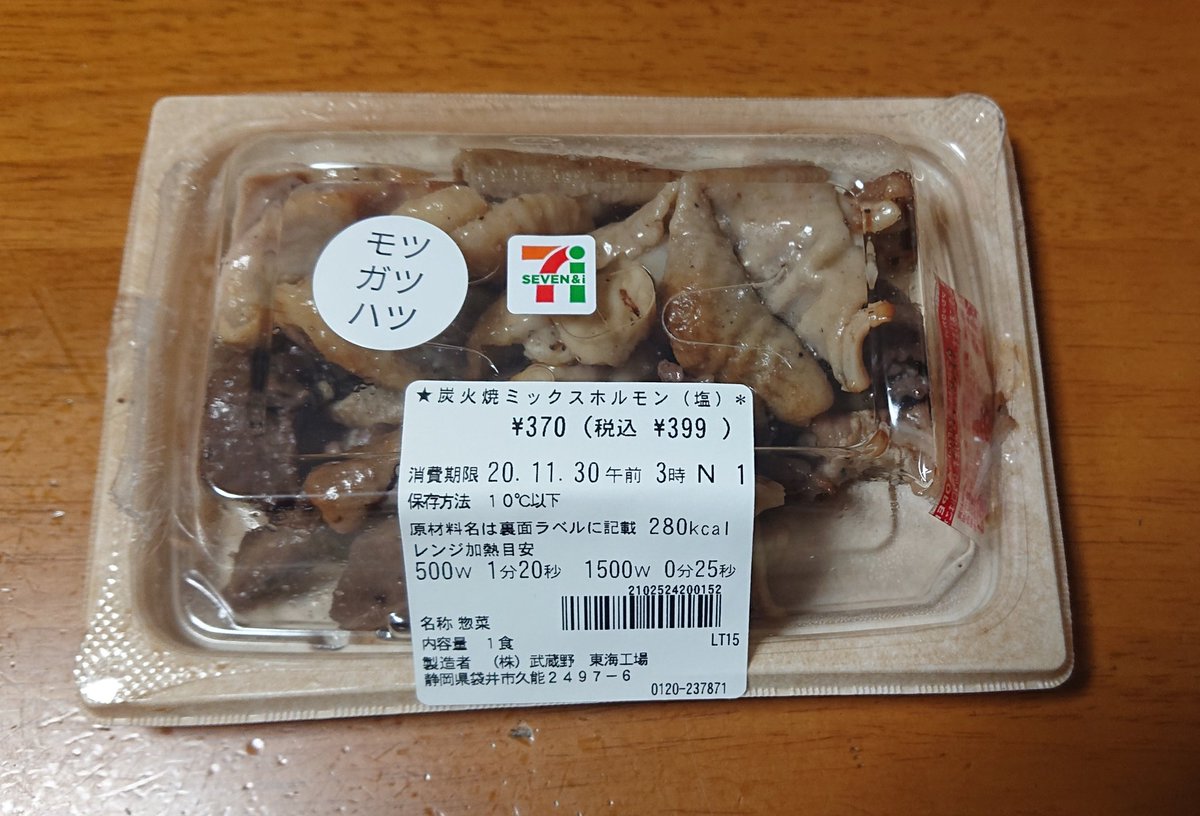 モツ
ガツ
ハツ
7i
SEVEN&i
★炭火焼ミックスホルモン(塩)*
¥370 (税込 ¥399 )
消費期限 20.11.30午前 3時 N 1
保存方法 10℃以下
原材料名は裏面ラベルに記載 280kcal
レンジ加熱目安
500W 1分20秒 1500W 0分25秒
2102524200152
名称 惣菜
内容量 1食
LT15
製造者 (株) 武蔵野 東海工場
静岡県袋井市久能2497-6
0120-237871